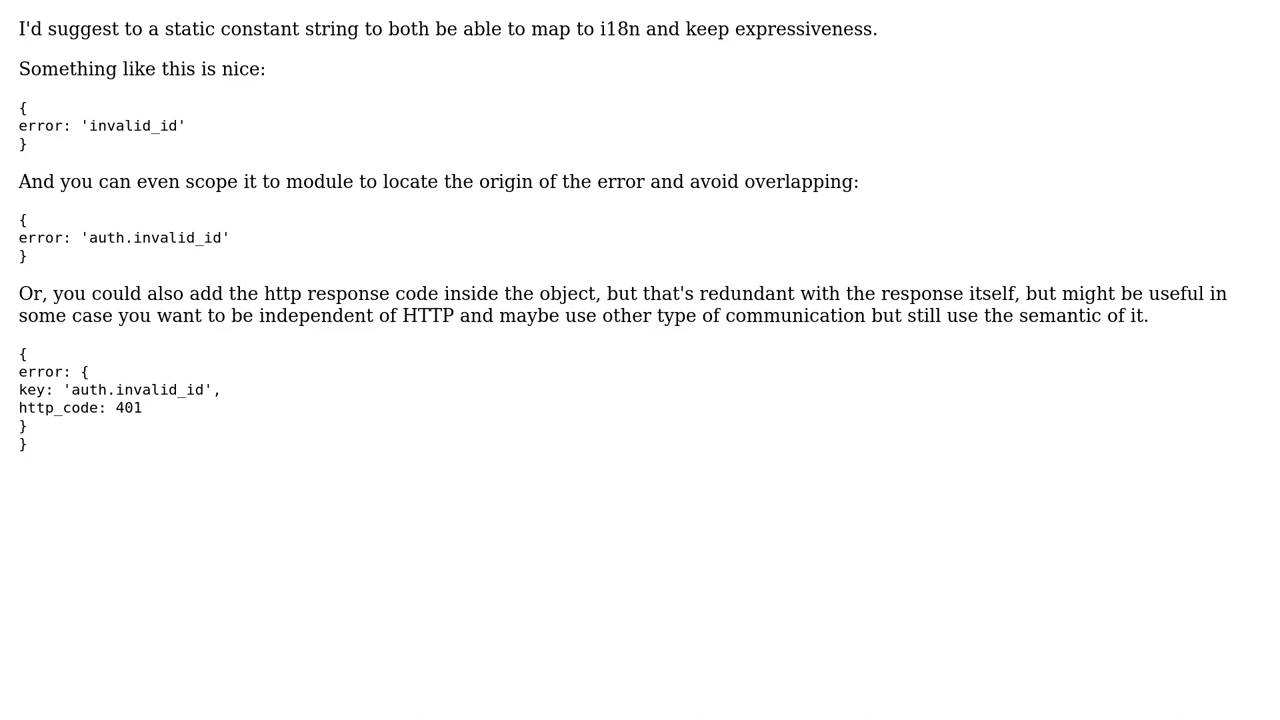 I'd suggest to a static constant string to both be able to map to i18n and keep expressiveness.
Something like this is nice:
{
error: 'invalid_id'
}
And you can even scope it to module to locate the origin of the error and avoid overlapping:
{
error: 'auth.invalid_id'
}
Or, you could also add the http response code inside the object, but that's redundant with the response itself, but might be useful in
some case you want to be independent of HTTP and maybe use other type of communication but still use the semantic of it.
{
error: {
key: 'auth.invalid_id',
http_code: 401
}
}